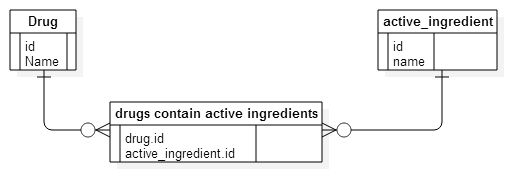 Drug
id
Name
active_ingredient
id
name
drugs contain active ingredients
drug.id
active_ingredient.id